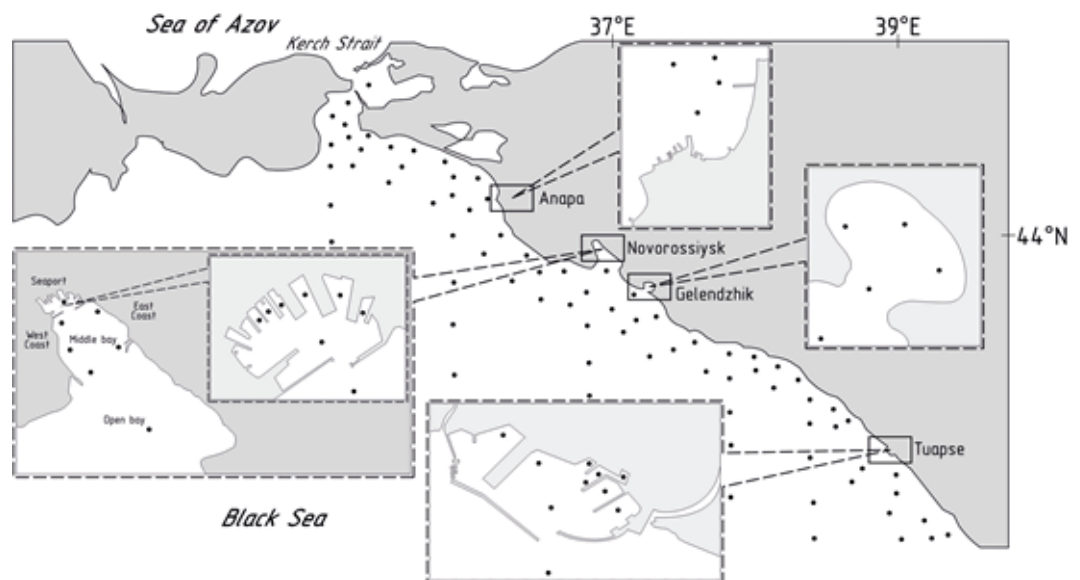 Sea of Azov
Kerch Strait
37°E
39°E
Anapa
44°N
Novorossiysk
Gelendzhik
Seaport
East
Coast
West
Coast
Middle bay
Open bay
Tuapse
Black Sea